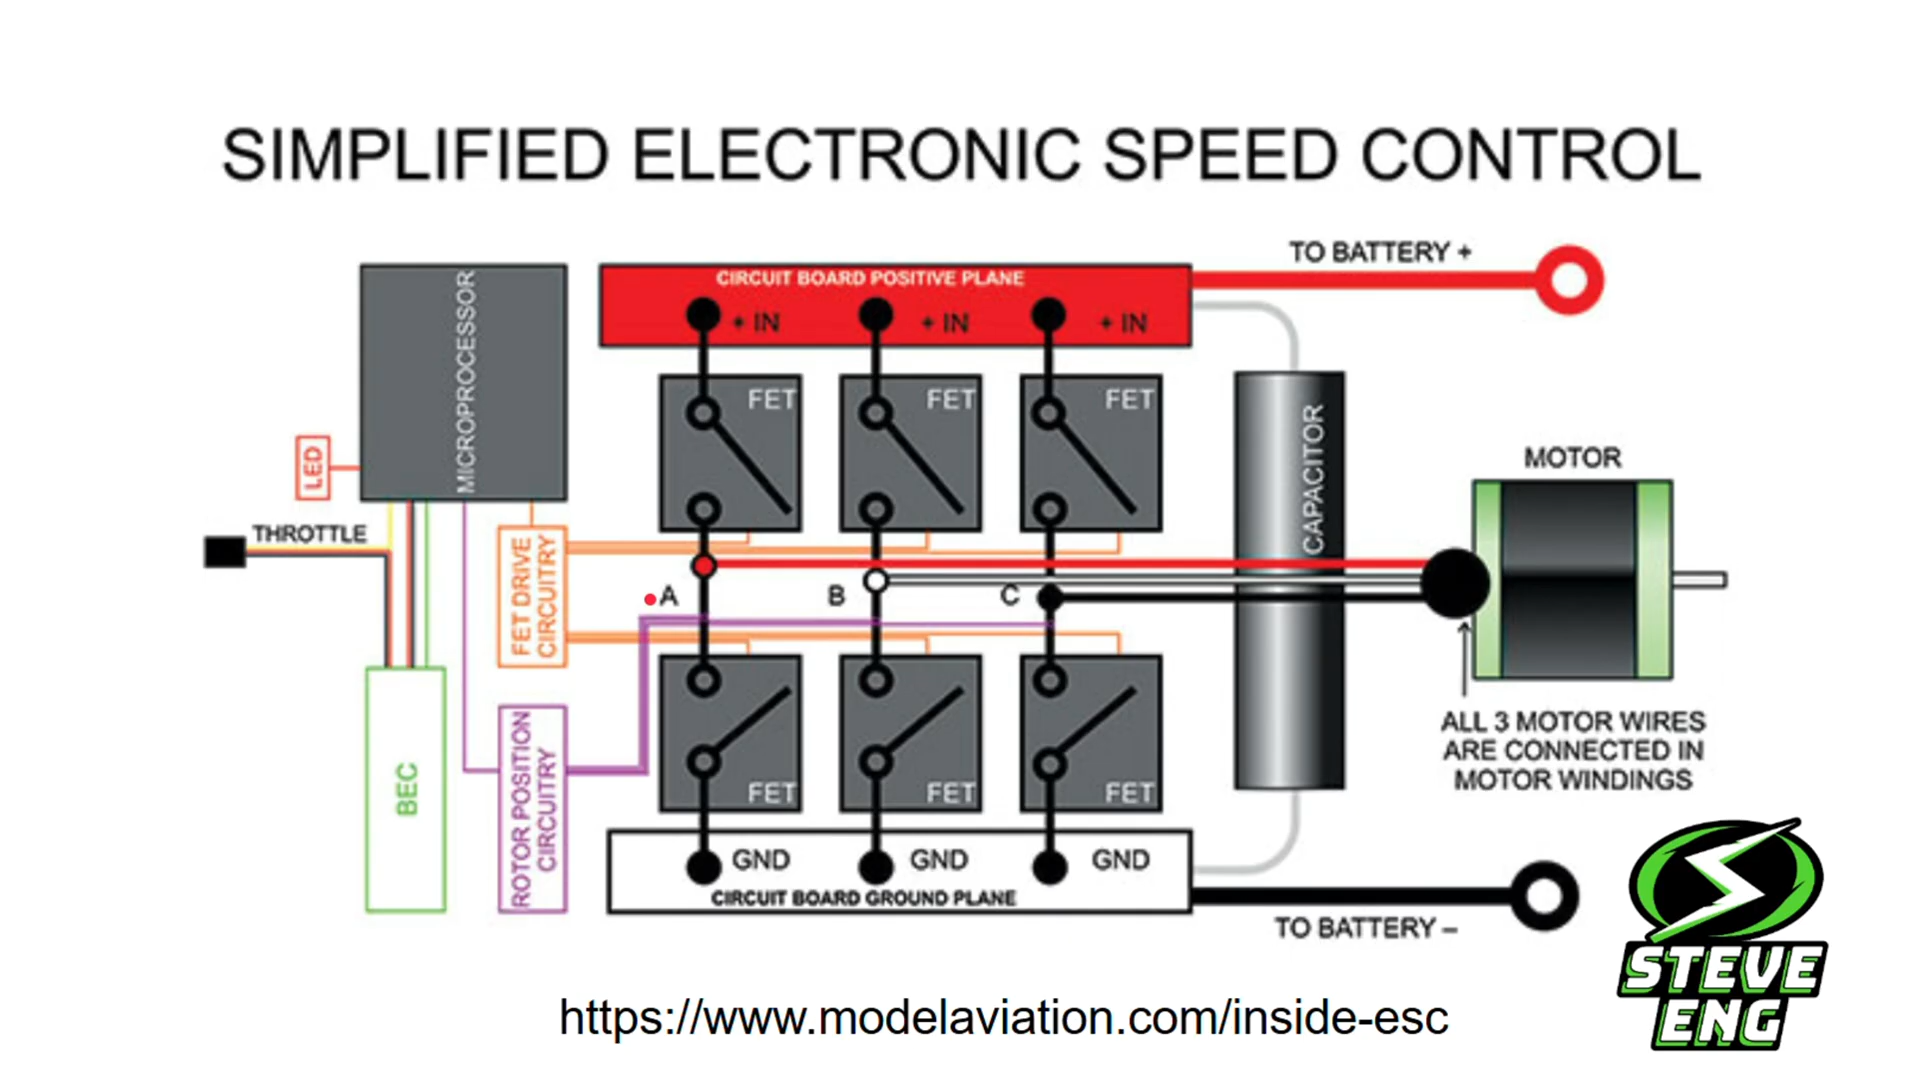 SIMPLIFIED ELECTRONIC SPEED CONTROL
TO BATTERY +
CIRCUIT BOARD POSITIVE PLANE
+ IN
+ IN
+ IN
MICROPROCESSOR
FET
FET
FET
CAPACITOR
LED
MOTOR
THROTTLE
FET DRIVE
CIRCUITRY
A
B
C
ALL 3 MOTOR WIRES
ARE CONNECTED IN
MOTOR WINDINGS
BEC
ROTOR POSITION
CIRCUITRY
FET
FET
FET
GND
GND
GND
CIRCUIT BOARD GROUND PLANE
TO BATTERY –
STEVE
ENG
https://www.modelaviation.com/inside-esc